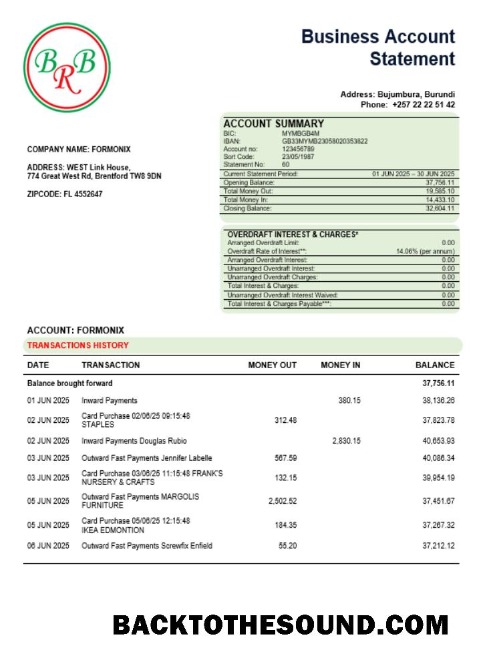 BRB
Business Account
Statement
Address: Bujumbura, Burundi
Phone: +257 22 22 51 42
COMPANY NAME: FORMONIX
ADDRESS: WEST Link House,
774 Great West Rd, Brentford TW8 9DN
ZIPCODE: FL 4552647
ACCOUNT SUMMARY
BIC: MYMBGB4M
IBAN: GB33MYMB23058020353822
Account no: 123456789
Sort Code: 23/05/1987
Statement No: 60
Current Statement Period: 01 JUN 2025 – 30 JUN 2025
Opening Balance: 37,756.11
Total Money Out: 19,585.10
Total Money In: 14,433.10
Closing Balance: 32,604.11
OVERDRAFT INTEREST & CHARGES*
Arranged Overdraft Limit: 0.00
Overdraft Rate of Interest**: 14.06% (per annum)
Arranged Overdraft Interest: 0.00
Unarranged Overdraft Interest: 0.00
Unarranged Overdraft Charges: 0.00
Total Interest & Charges: 0.00
Unarranged Overdraft Interest Waived: 0.00
Total Interest & Charges Payable***: 0.00
ACCOUNT: FORMONIX
TRANSACTIONS HISTORY
DATE TRANSACTION MONEY OUT MONEY IN BALANCE
Balance brought forward 37,756.11
01 JUN 2025 Inward Payments 380.15 38,136.26
02 JUN 2025 Card Purchase 02/06/25 09:15:48 312.48 37,823.78
STAPLES
02 JUN 2025 Inward Payments Douglas Rubio 2,830.15 40,653.93
03 JUN 2025 Outward Fast Payments Jennifer Labelle 567.59 40,086.34
03 JUN 2025 Card Purchase 03/06/25 11:15:48 FRANK'S 132.15 39,954.19
NURSERY & CRAFTS
05 JUN 2025 Outward Fast Payments MARGOLIS 2,502.52 37,451.67
FURNITURE
05 JUN 2025 Card Purchase 05/06/25 12:15:48 184.35 37,267.32
IKEA EDMONTION
06 JUN 2025 Outward Fast Payments Screwfix Enfield 55.20 37,212.12
BACKTOTHESOUND.COM